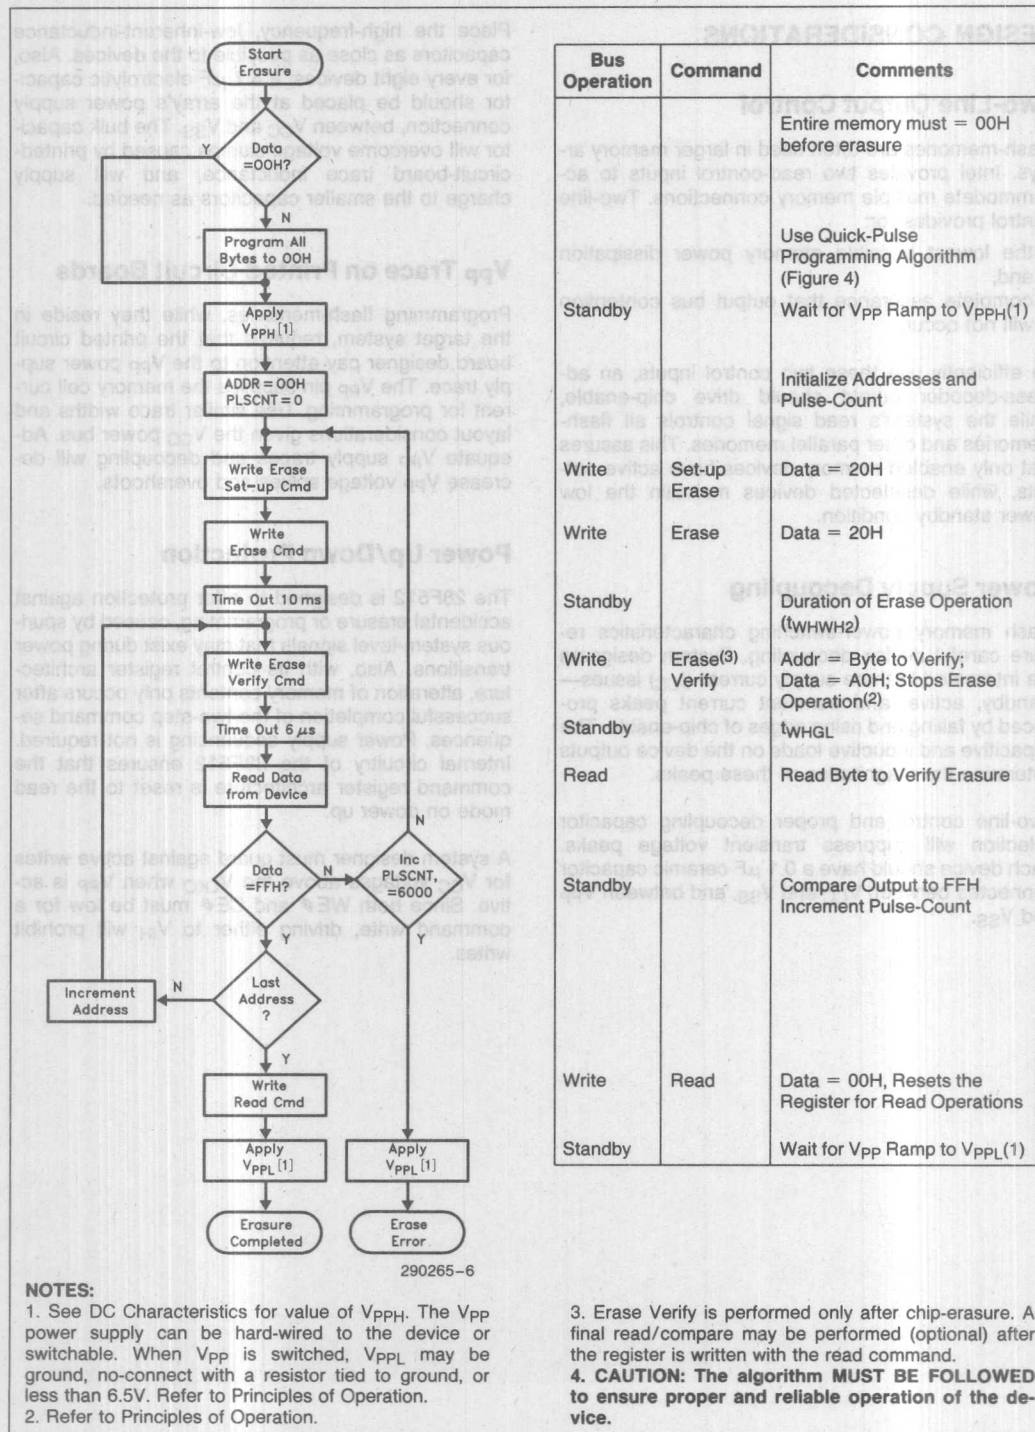 Start
Erasure
Data
=00H?
Y
N
Program All
Bytes to 00H
Apply
VPPH[1]
ADDR = 00H
PLSCNT = 0
Write Erase
Set-up Cmd
Write
Erase Cmd
Time Out 10 ms
Write Erase
Verify Cmd
Time Out 6 μs
Read Data
from Device
Data
=FFH?
N
Y
N
Inc
PLSCNT.
=6000
Y
Increment
Address
N
Last
Address
?
Y
Write
Read Cmd
Apply
VPPL[1]
Apply
VPPL[1]
Erasure
Completed
Erase
Error
290265-6
Bus
Operation
Command
Comments
Entire memory must = 00H
before erasure
Use Quick-Pulse
Programming Algorithm
(Figure 4)
Standby
Wait for VPP Ramp to VPPH(1)
Initialize Addresses and
Pulse-Count
Write
Set-up
Erase
Data = 20H
Write
Erase
Data = 20H
Standby
Duration of Erase Operation
(tWHWH2)
Write
Erase(3)
Verify
Addr = Byte to Verify;
Data = A0H; Stops Erase
Operation(2)
Standby
tWHGL
Read
Read Byte to Verify Erasure
Standby
Compare Output to FFH
Increment Pulse-Count
Write
Read
Data = 00H, Resets the
Register for Read Operations
Standby
Wait for VPP Ramp to VPPL(1)
NOTES:
1. See DC Characteristics for value of VPPH. The VPP
power supply can be hard-wired to the device or
switchable. When VPP is switched, VPPL may be
ground, no-connect with a resistor tied to ground, or
less than 6.5V. Refer to Principles of Operation.
2. Refer to Principles of Operation.
3. Erase Verify is performed only after chip-erasure. A
final read/compare may be performed (optional) after
the register is written with the read command.
4. CAUTION: The algorithm MUST BE FOLLOWED
to ensure proper and reliable operation of the de-
vice.